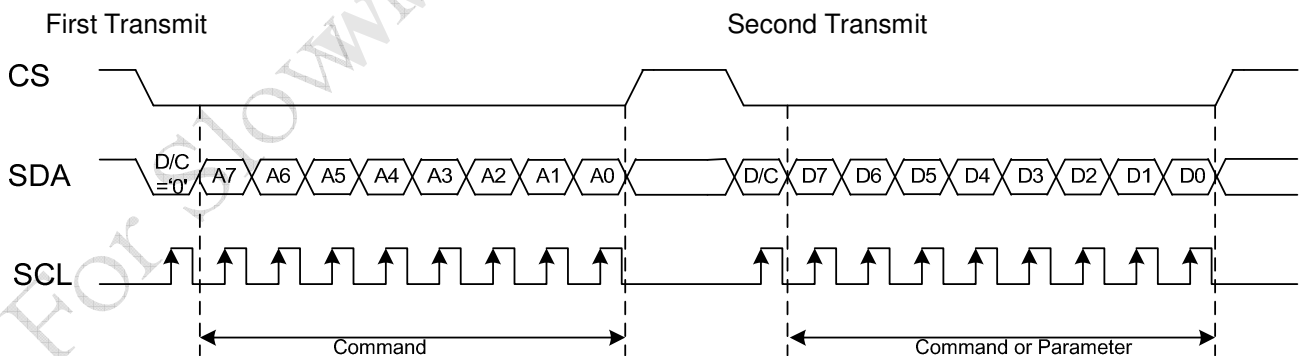 First Transmit Second Transmit
CS
SDA D/C ='0' A7 A6 A5 A4 A3 A2 A1 A0 D/C D7 D6 D5 D4 D3 D2 D1 D0
SCL
Command Command or Parameter
For